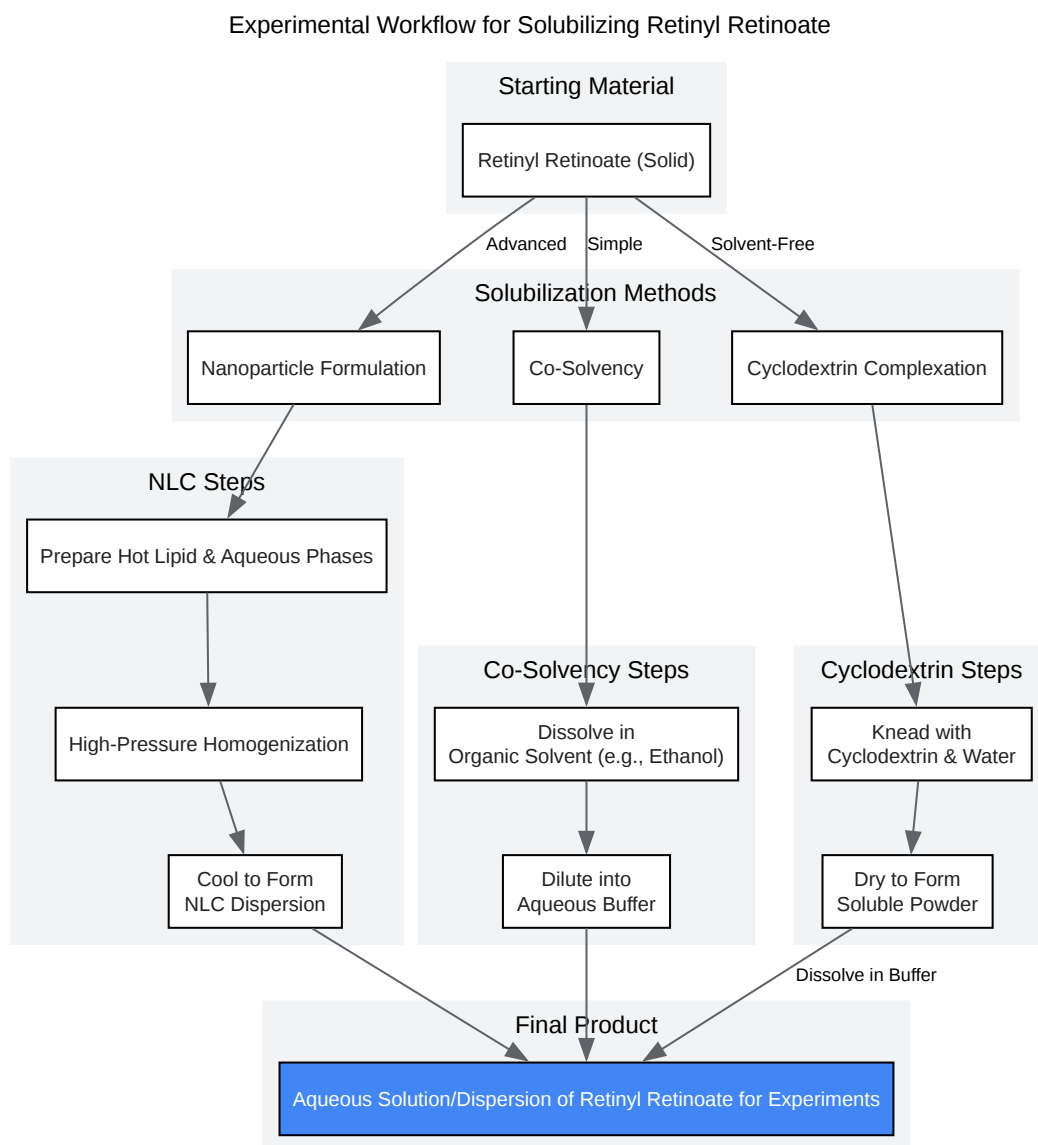 Experimental Workflow for Solubilizing Retinyl Retinoate
Starting Material
Retinyl Retinoate (Solid)
Advanced
Simple
Solvent-Free
Solubilization Methods
Nanoparticle Formulation
Co-Solvency
Cyclodextrin Complexation
NLC Steps
Prepare Hot Lipid & Aqueous Phases
High-Pressure Homogenization
Cool to Form
NLC Dispersion
Co-Solvency Steps
Dissolve in
Organic Solvent (e.g., Ethanol)
Dilute into
Aqueous Buffer
Cyclodextrin Steps
Knead with
Cyclodextrin & Water
Dry to Form
Soluble Powder
Dissolve in Buffer
Final Product
Aqueous Solution/Dispersion of Retinyl Retinoate for Experiments